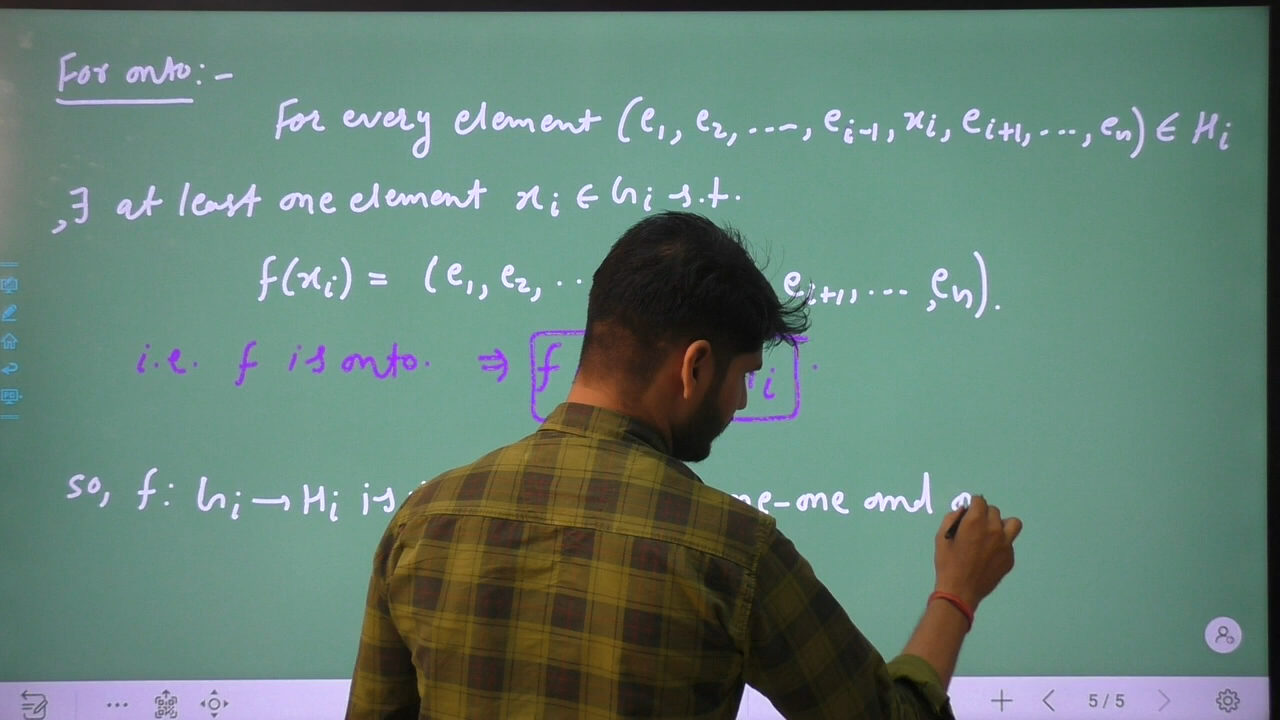 For onto:-
For every element (e₁, e₂, ...., eᵢ₋₁, xᵢ, eᵢ₊₁, ..., eₙ) ∈ Hᵢ
,∃ at least one element xᵢ ∈ Gᵢ s.t.
f(xᵢ) = (e₁, e₂, .. eᵢ₊₁, ... ,eₙ).
i.e. f is onto. ⇒ f i .
so, f: Gᵢ → Hᵢ is ne-one and o
PC
5/5